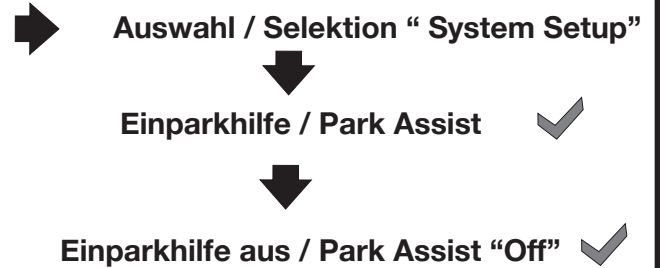 Auswahl / Selektion “ System Setup”
Einparkhilfe / Park Assist
Einparkhilfe aus / Park Assist “Off”